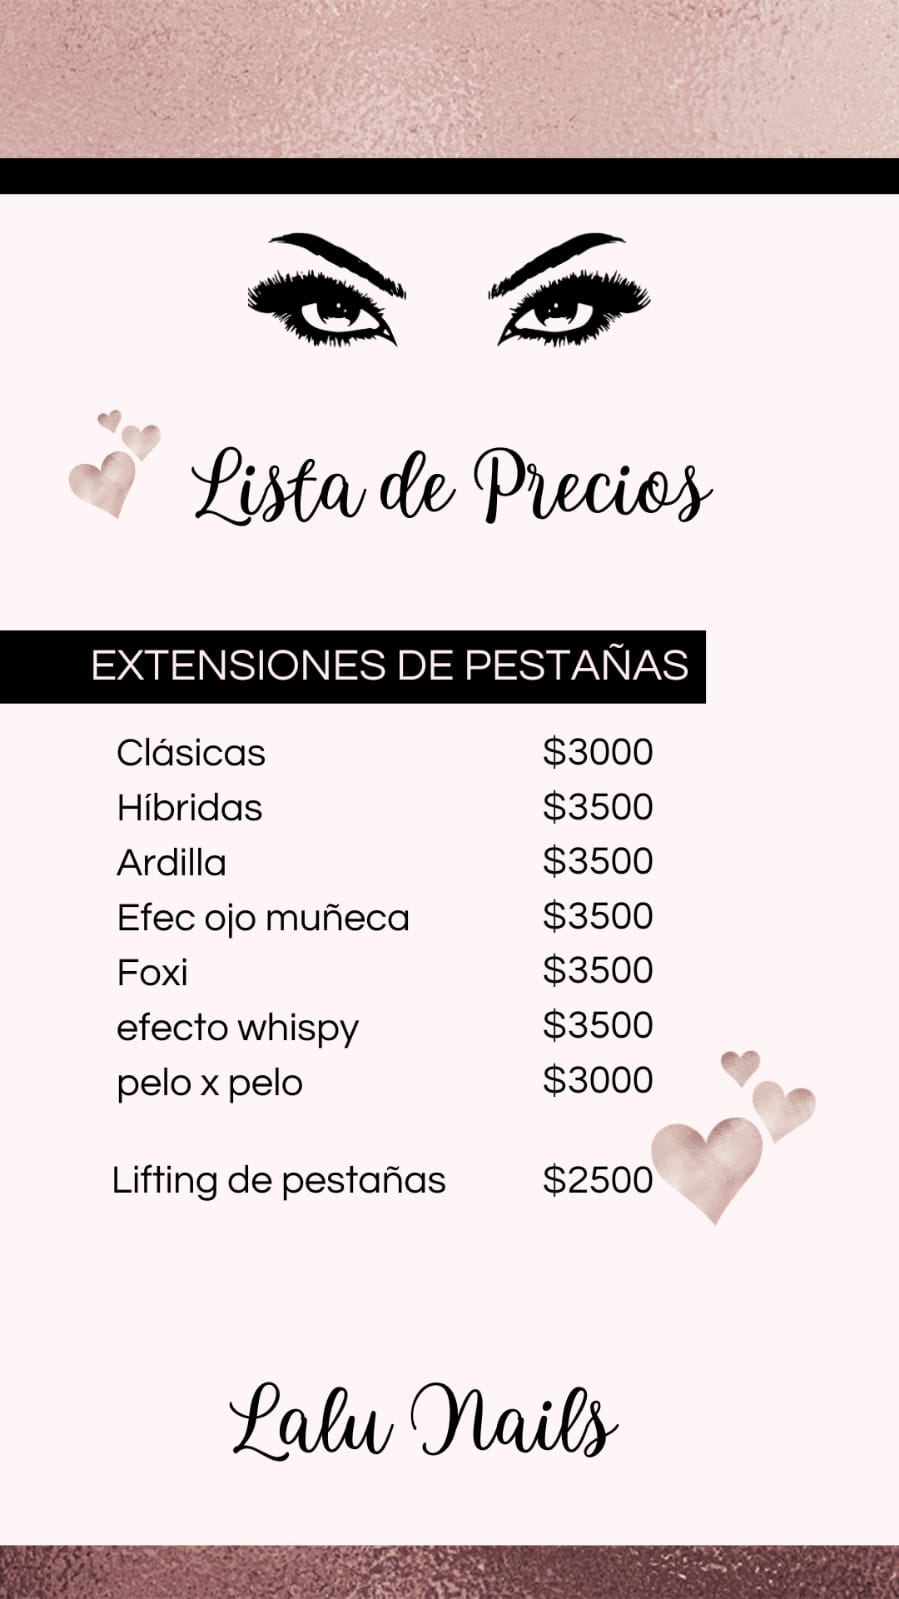 Lista de Precios
EXTENSIONES DE PESTAÑAS
Clásicas $3000
Híbridas $3500
Ardilla $3500
Efec ojo muñeca $3500
Foxi $3500
efecto whispy $3500
pelo x pelo $3000
Lifting de pestañas $2500
Lalu Nails